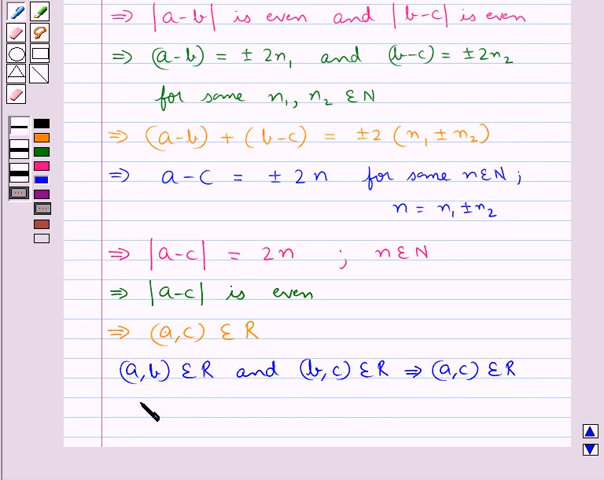 ⇒ |a-b| is even and |b-c| is even
⇒ (a-b) = ± 2n₁ and (b-c) = ±2n₂
for some n₁, n₂ ∈ N
⇒ (a-b) + (b-c) = ±2 (n₁ ± n₂)
⇒ a-c = ± 2n for some n∈N ;
n = n₁ ± n₂
⇒ |a-c| = 2n ; n∈N
⇒ |a-c| is even
⇒ (a,c) ∈ R
(a,b) ∈ R and (b,c) ∈ R ⇒ (a,c) ∈ R